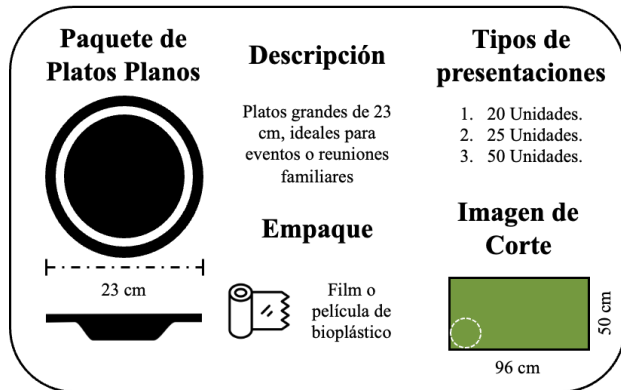 Paquete de
Platos Planos
23 cm
Descripción
Platos grandes de 23
cm, ideales para
eventos o reuniones
familiares
Empaque
Film o
película de
bioplástico
Tipos de
presentaciones
1. 20 Unidades.
2. 25 Unidades.
3. 50 Unidades.
Imagen de
Corte
50 cm
96 cm